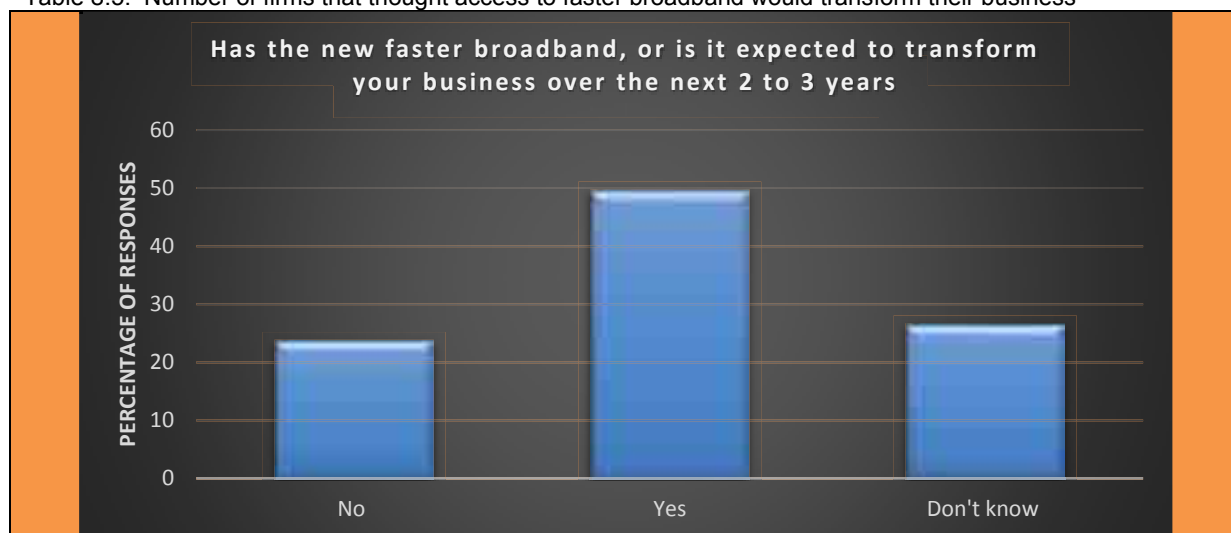 Table 8.5: Number of firms that thought access to faster broadband would transform their business
Has the new faster broadband, or is it expected to transform
your business over the next 2 to 3 years
PERCENTAGE OF RESPONSES
60
50
40
30
20
10
0
No Yes Don't know